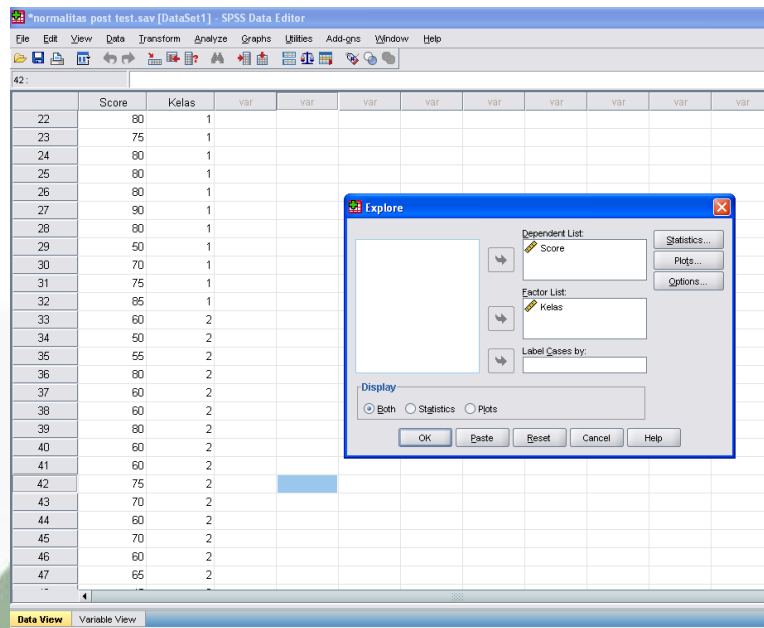 *normalitas post test.sav [DataSet1] - SPSS Data Editor
File Edit View Data Transform Analyze Graphs Utilities Add-ons Window Help
42 :
Score Kelas var var var var var var var var
22 80 1
23 75 1
24 80 1
25 80 1
26 80 1
27 90 1
28 80 1
29 50 1
30 70 1
31 75 1
32 85 1
33 60 2
34 50 2
35 55 2
36 80 2
37 60 2
38 60 2
39 80 2
40 60 2
41 60 2
42 75 2
43 70 2
44 60 2
45 70 2
46 60 2
47 65 2
Explore
Dependent List:
Score
Statistics...
Plots...
Options...
Factor List:
Kelas
Label Cases by:
Display
Both Statistics Plots
OK Paste Reset Cancel Help
Data View Variable View